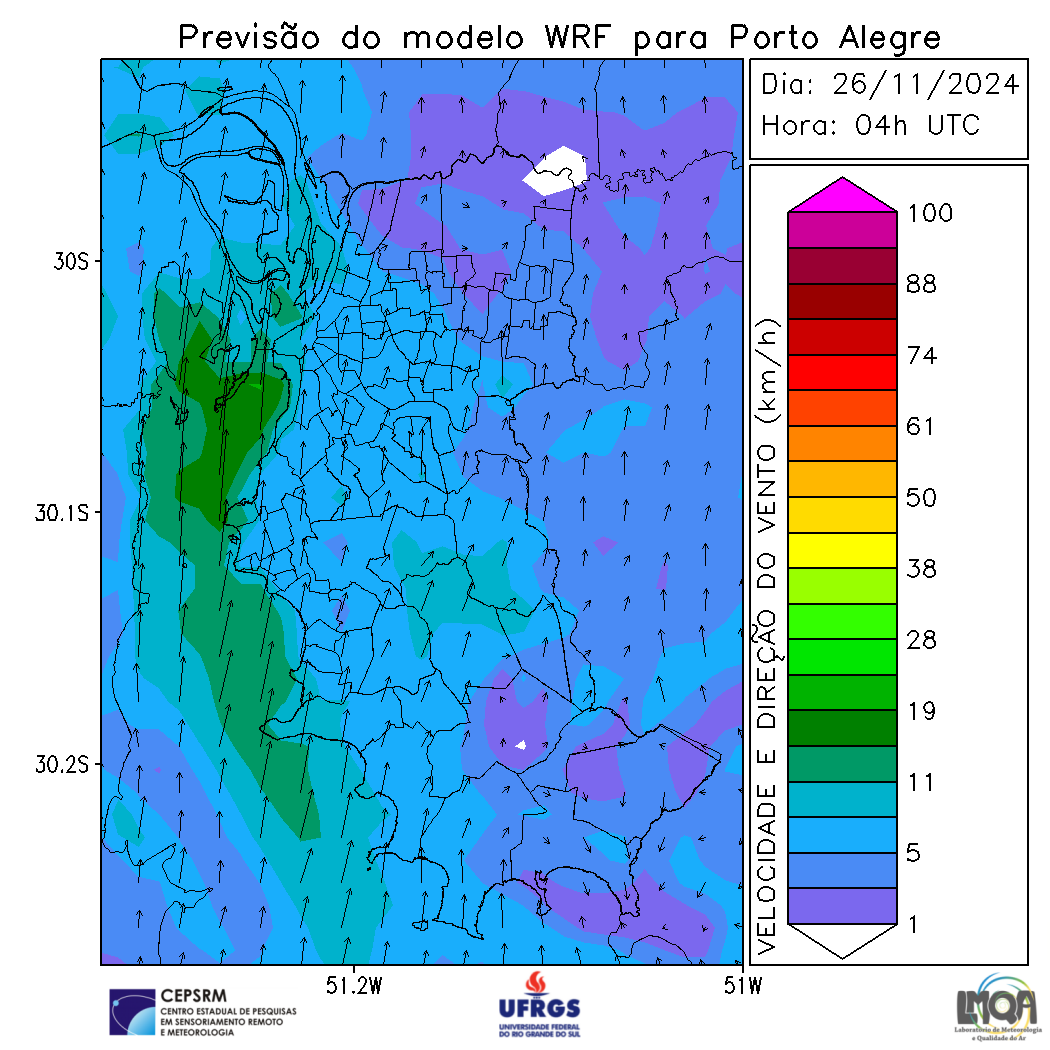 Previsão do modelo WRF para Porto Alegre
Dia: 26/11/2024
Hora: 04h UTC
30S
30.1S
30.2S
51.2W
51W
VELOCIDADE E DIREÇÃO DO VENTO (km/h)
100
88
74
61
50
38
28
19
11
5
1
CEPSRM
CENTRO ESTADUAL DE PESQUISAS
EM SENSORIAMENTO REMOTO
E METEOROLOGIA
UFRGS
UNIVERSIDADE FEDERAL
DO RIO GRANDE DO SUL
LMQA
Laboratório de Meteorologia
e Qualidade do Ar